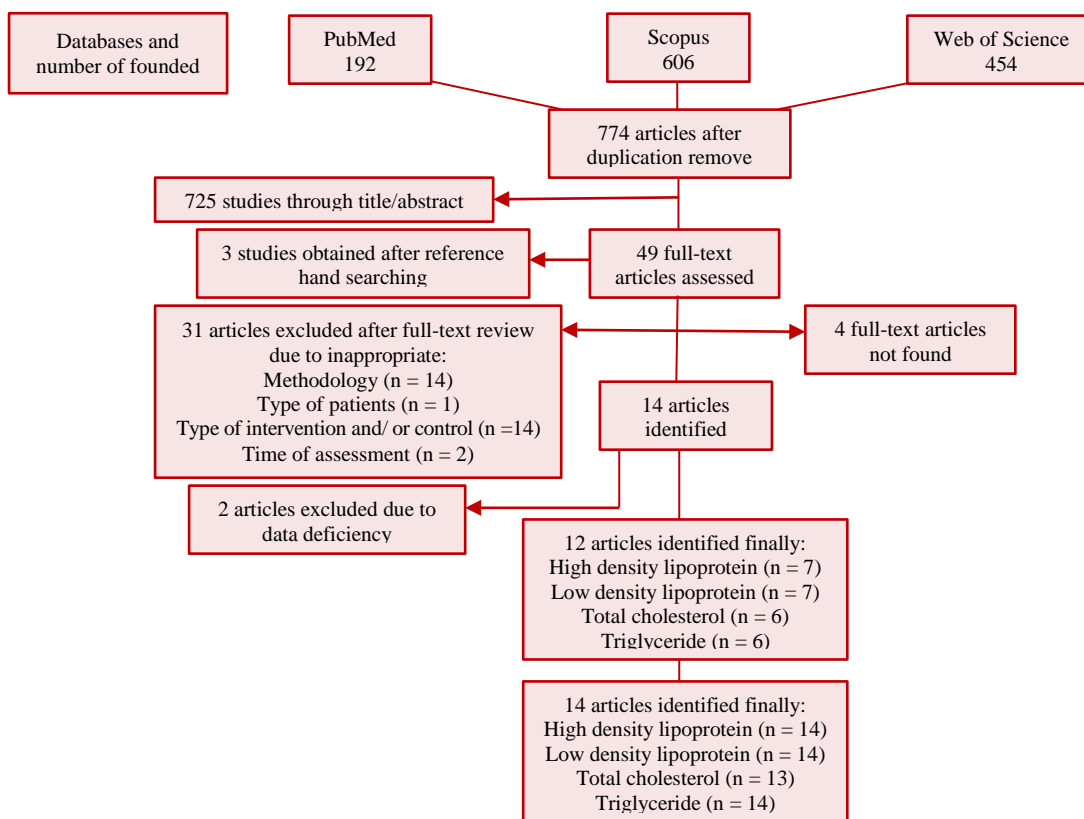 Databases and
number of founded
PubMed
192
Scopus
606
Web of Science
454
774 articles after
duplication remove
725 studies through title/abstract
3 studies obtained after reference
hand searching
49 full-text
articles assessed
31 articles excluded after full-text review
due to inappropriate:
Methodology (n = 14)
Type of patients (n = 1)
Type of intervention and/ or control (n =14)
Time of assessment (n = 2)
4 full-text articles
not found
14 articles
identified
2 articles excluded due to
data deficiency
12 articles identified finally:
High density lipoprotein (n = 7)
Low density lipoprotein (n = 7)
Total cholesterol (n = 6)
Triglyceride (n = 6)
14 articles identified finally:
High density lipoprotein (n = 14)
Low density lipoprotein (n = 14)
Total cholesterol (n = 13)
Triglyceride (n = 14)